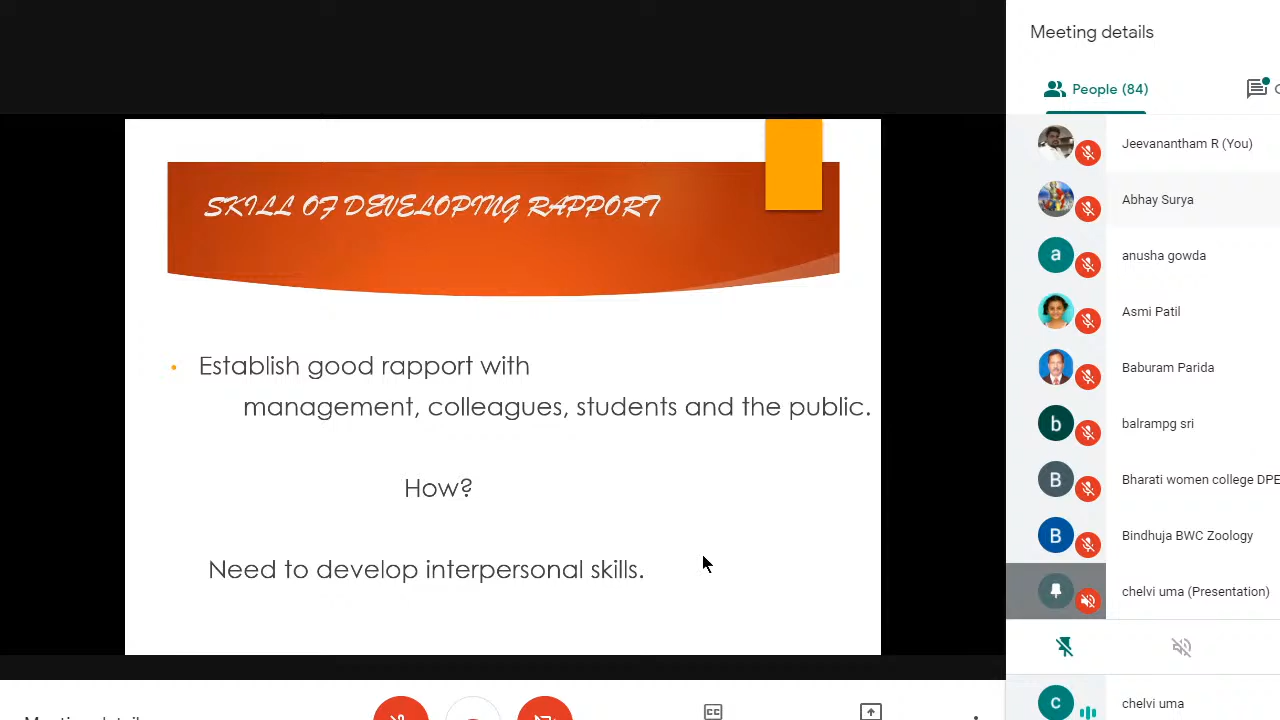 Meeting details
People (84)
Jeevanantham R (You)
Abhay Surya
a
anusha gowda
Asmi Patil
Baburam Parida
b
balrampg sri
B
Bharati women college DPE
B
Bindhuja BWC Zoology
chelvi uma (Presentation)
c
chelvi uma
SKILL OF DEVELOPING RAPPORT
• Establish good rapport with
management, colleagues, students and the public.
How?
Need to develop interpersonal skills.
CC